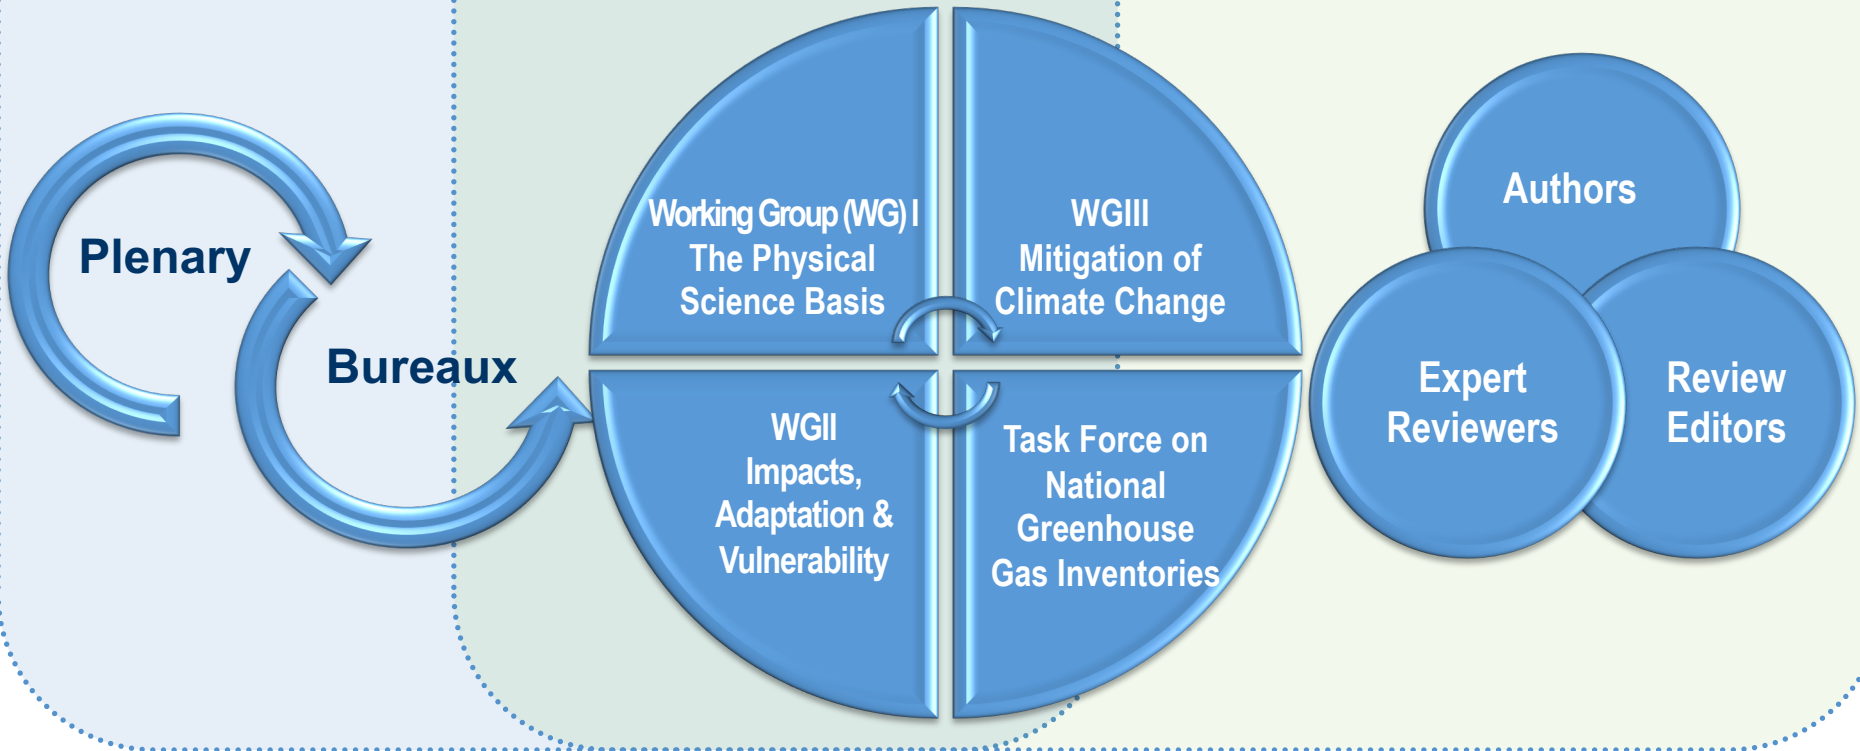 Plenary
Bureaux
Working Group (WG) I
The Physical
Science Basis
WGIII
Mitigation of
Climate Change
WGII
Impacts,
Adaptation &
Vulnerability
Task Force on
National
Greenhouse
Gas Inventories
Authors
Expert
Reviewers
Review
Editors